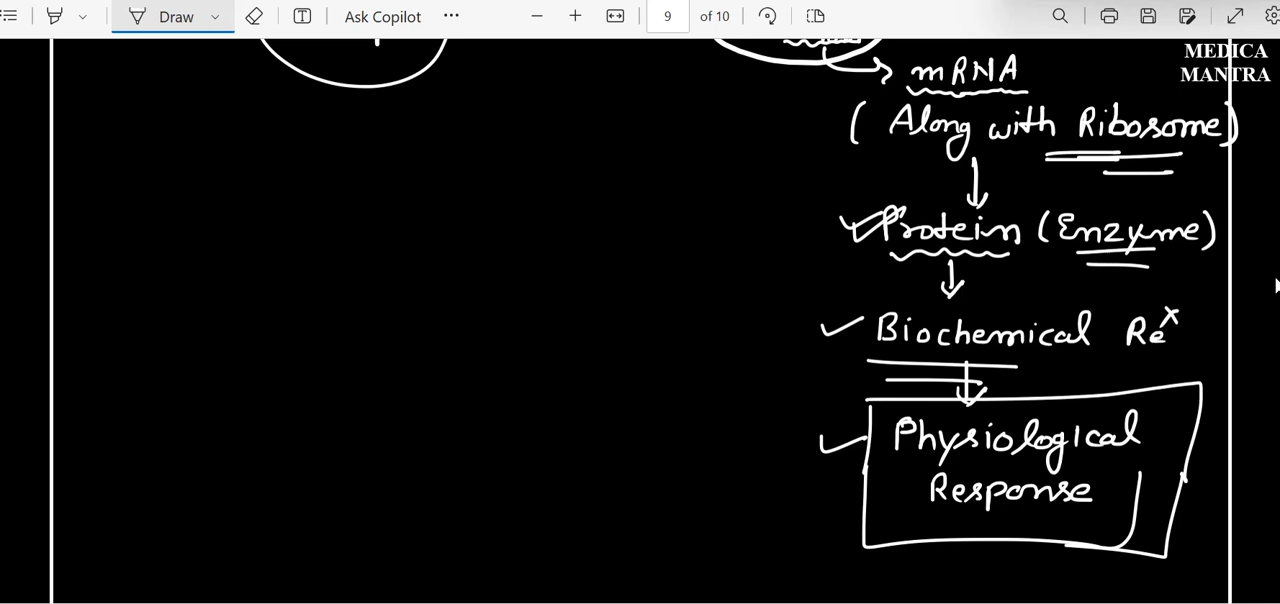 Draw
Ask Copilot
9 of 10
MEDICA
MANTRA
mRNA
( Along with Ribosome)
Protein (Enzyme)
Biochemical Reˣ
Physiological
Response